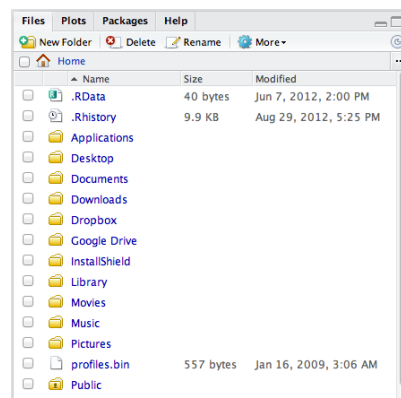 Files Plots Packages Help
New Folder Delete Rename More
Home
Name Size Modified
.RData 40 bytes Jun 7, 2012, 2:00 PM
.Rhistory 9.9 KB Aug 29, 2012, 5:25 PM
Applications
Desktop
Documents
Downloads
Dropbox
Google Drive
InstallShield
Library
Movies
Music
Pictures
profiles.bin 557 bytes Jan 16, 2009, 3:06 AM
Public